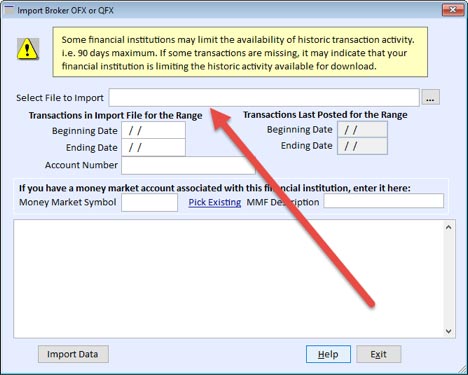 Import Broker OFX or QFX
Some financial institutions may limit the availability of historic transaction activity.
i.e. 90 days maximum. If some transactions are missing, it may indicate that your
financial institution is limiting the historic activity available for download.
Select File to Import ...
Transactions in Import File for the Range Transactions Last Posted for the Range
Beginning Date / / Beginning Date / /
Ending Date / / Ending Date / /
Account Number
If you have a money market account associated with this financial institution, enter it here:
Money Market Symbol Pick Existing MMF Description
Import Data Help Exit